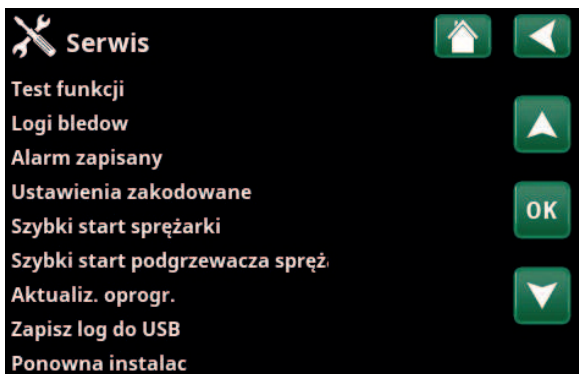 Serwis
Test funkcji
Logi bledow
Alarm zapisany
Ustawienia zakodowane
OK
Szybki start sprężarki
Szybki start podgrzewacza spręż
Aktualiz. oprogr.
Zapisz log do USB
Ponowna instalac